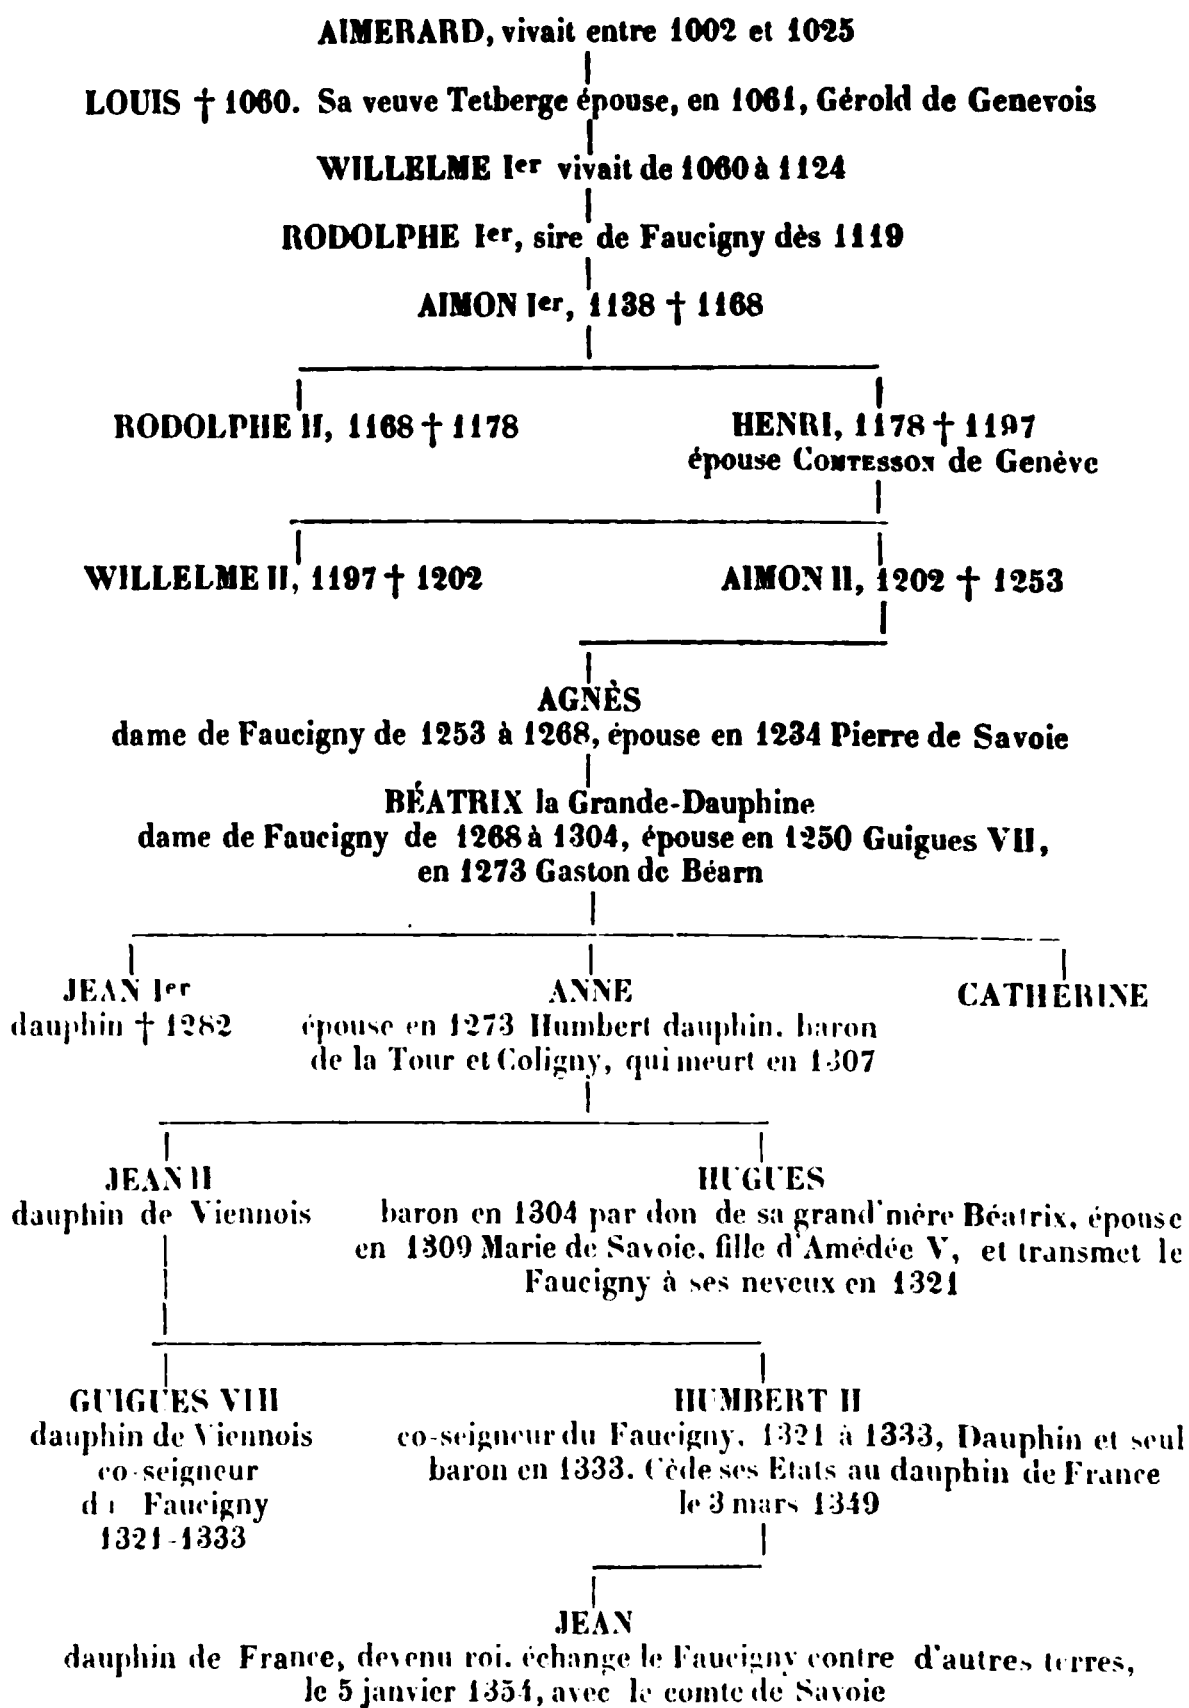 AIMERARD, vivait entre 1002 et 1025
LOUIS † 1060. Sa veuve Tetberge épouse, en 1061, Gérold de Genevois
WILLELME Ier vivait de 1060 à 1124
RODOLPHE Ier, sire de Faucigny dès 1119
AIMON Ier, 1138 † 1168
RODOLPHE II, 1168 † 1178
HENRI, 1178 † 1197
épouse COMTESSON de Genève
WILLELME II, 1197 † 1202
AIMON II, 1202 † 1253
AGNÈS
dame de Faucigny de 1253 à 1268, épouse en 1234 Pierre de Savoie
BÉATRIX la Grande-Dauphine
dame de Faucigny de 1268 à 1304, épouse en 1250 Guigues VII,
en 1273 Gaston de Béarn
JEAN Ier
dauphin † 1282
ANNE
épouse en 1273 Humbert dauphin, baron
de la Tour et Coligny, qui meurt en 1307
CATHERINE
JEAN II
dauphin de Viennois
HUGUES
baron en 1304 par don de sa grand'mère Béatrix, épouse
en 1309 Marie de Savoie, fille d'Amédée V, et transmet le
Faucigny à ses neveux en 1321
GUIGUES VIII
dauphin de Viennois
co-seigneur
du Faucigny
1321-1333
HUMBERT II
co-seigneur du Faucigny, 1321 à 1333, Dauphin et seul
baron en 1333. Cède ses Etats au dauphin de France
le 3 mars 1349
JEAN
dauphin de France, devenu roi, échange le Faucigny contre d'autres terres,
le 5 janvier 1354, avec le comte de Savoie